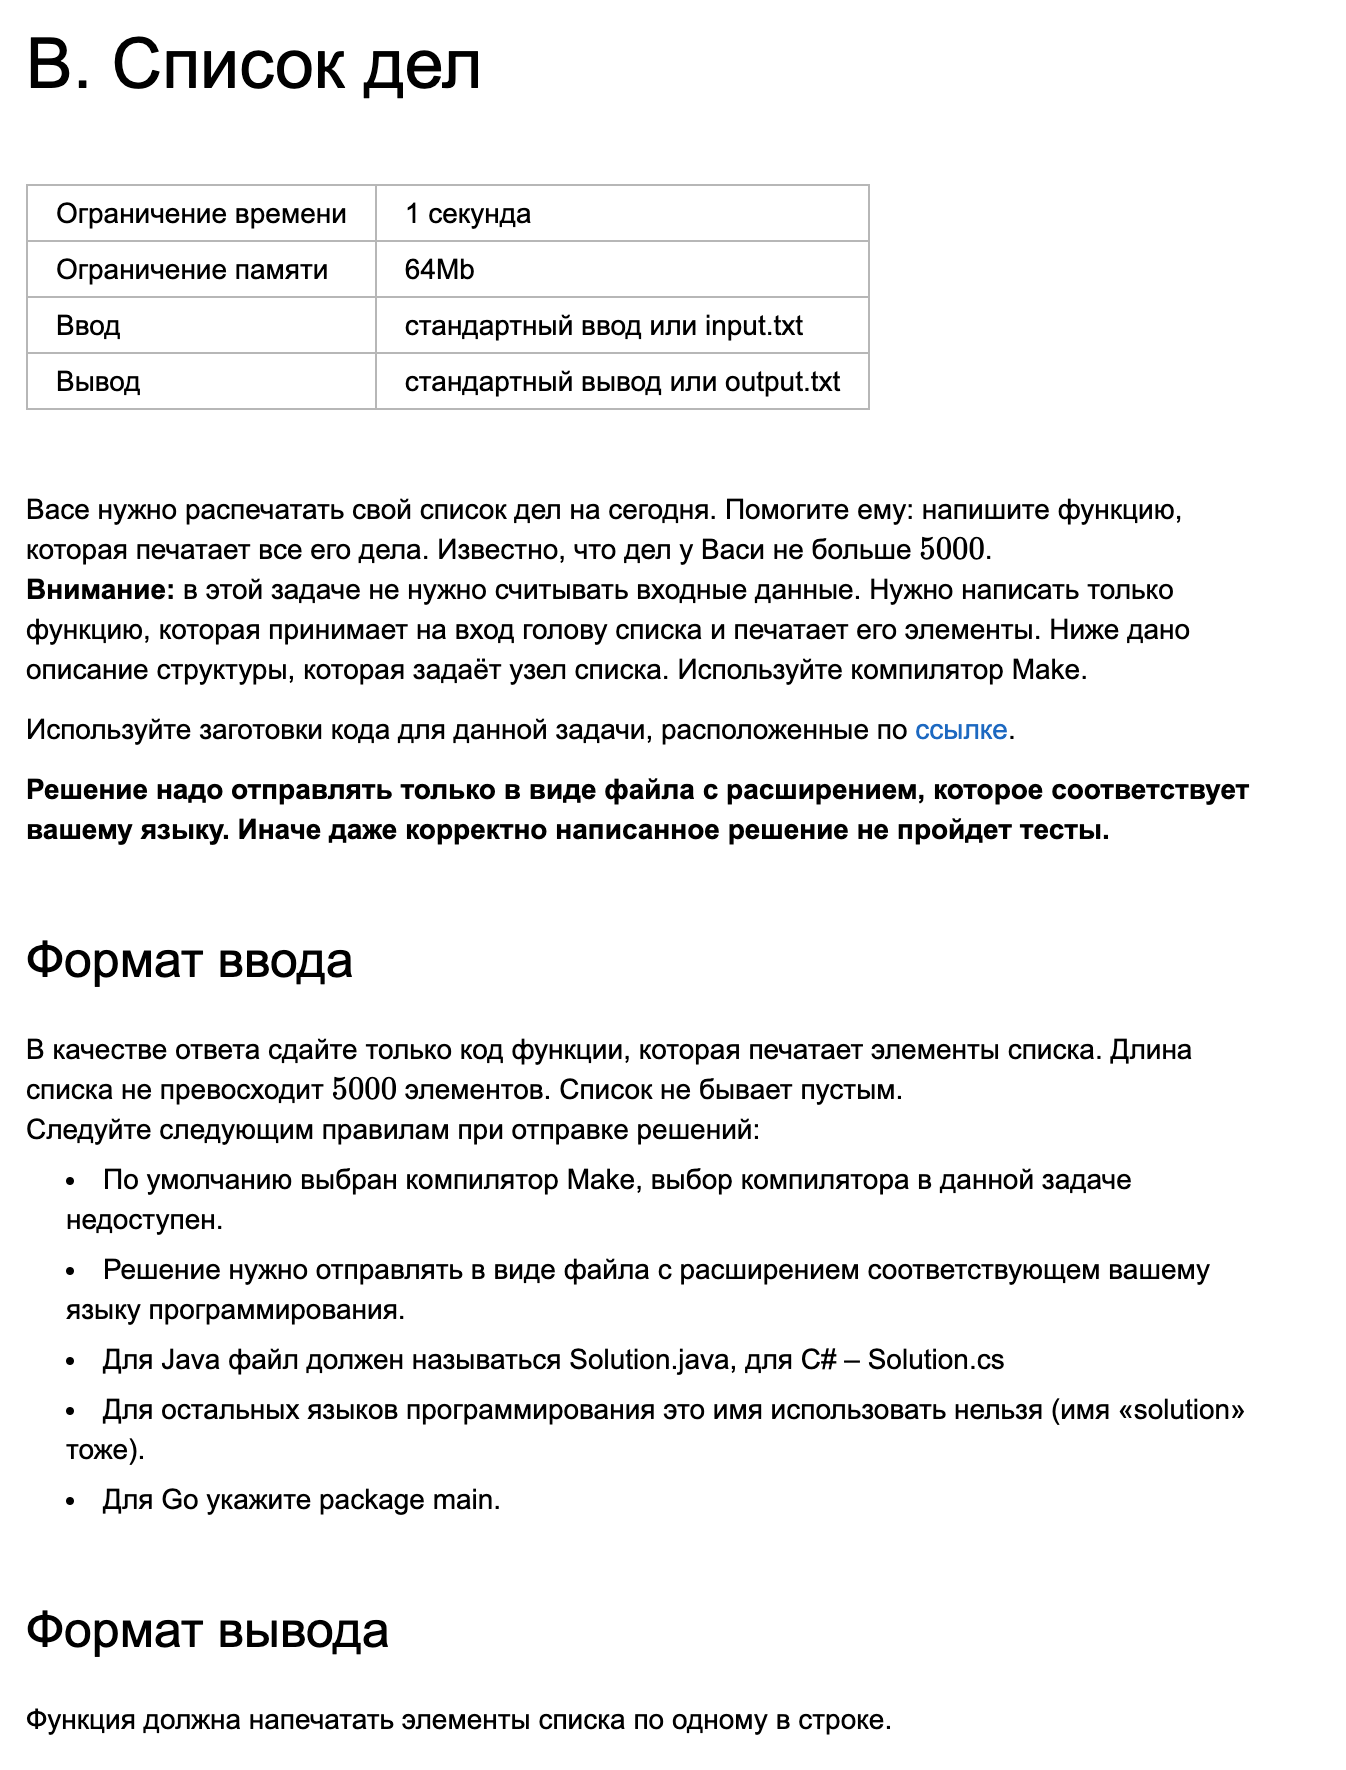 B. Список дел
Ограничение времени 1 секунда
Ограничение памяти 64Mb
Ввод стандартный ввод или input.txt
Вывод стандартный вывод или output.txt
Васе нужно распечатать свой список дел на сегодня. Помогите ему: напишите функцию,
которая печатает все его дела. Известно, что дел у Васи не больше 5000.
Внимание: в этой задаче не нужно считывать входные данные. Нужно написать только
функцию, которая принимает на вход голову списка и печатает его элементы. Ниже дано
описание структуры, которая задаёт узел списка. Используйте компилятор Make.
Используйте заготовки кода для данной задачи, расположенные по ссылке.
Решение надо отправлять только в виде файла с расширением, которое соответствует
вашему языку. Иначе даже корректно написанное решение не пройдет тесты.
Формат ввода
В качестве ответа сдайте только код функции, которая печатает элементы списка. Длина
списка не превосходит 5000 элементов. Список не бывает пустым.
Следуйте следующим правилам при отправке решений:
• По умолчанию выбран компилятор Make, выбор компилятора в данной задаче
недоступен.
• Решение нужно отправлять в виде файла с расширением соответствующем вашему
языку программирования.
• Для Java файл должен называться Solution.java, для C# – Solution.cs
• Для остальных языков программирования это имя использовать нельзя (имя «solution»
тоже).
• Для Go укажите package main.
Формат вывода
Функция должна напечатать элементы списка по одному в строке.